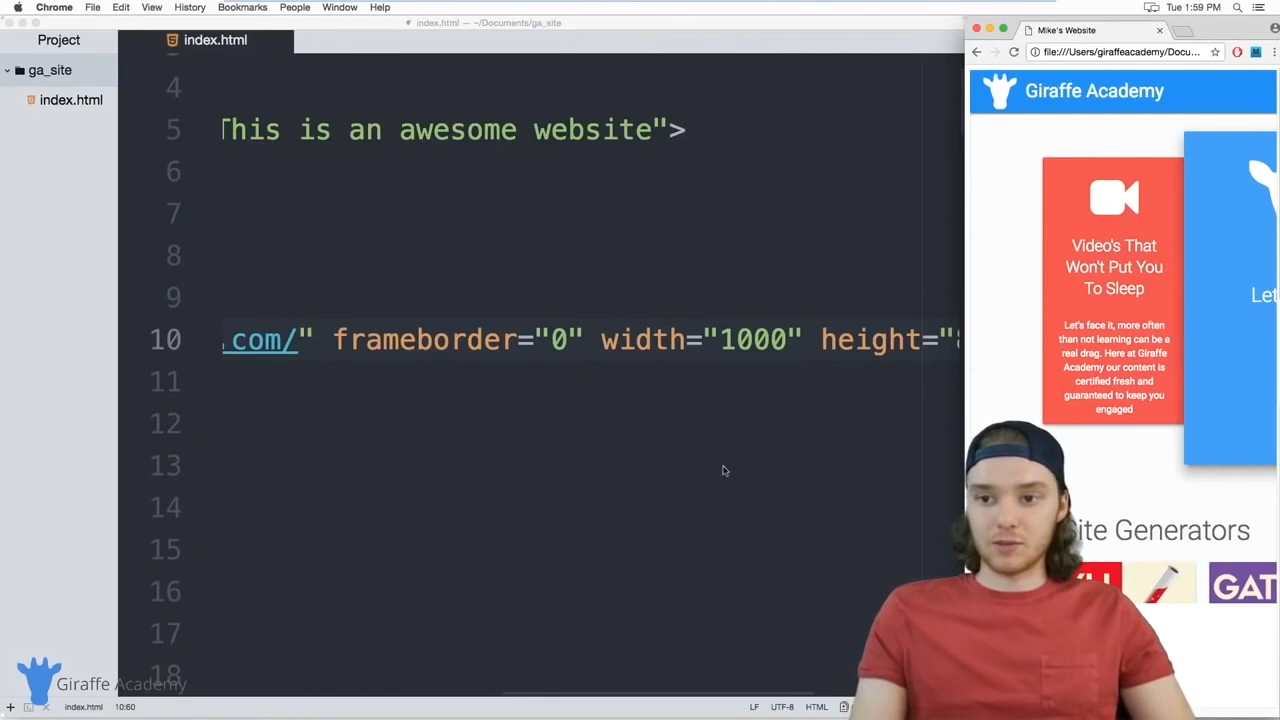 Chrome File Edit View History Bookmarks People Window Help Tue 1:59 PM
index.html — ~/Documents/ga_site
Project
index.html
ga_site
index.html
4
5 This is an awesome website">
6
7
8
9
10 .com/" frameborder="0" width="1000" height="8
11
12
13
14
15
16
17
18
index.html 10:60 LF UTF-8 HTML
Giraffe Academy
Mike's Website
file:///Users/giraffeacademy/Docu...
Giraffe Academy
Video's That
Won't Put You
To Sleep
Let's face it, more often
than not learning can be a
real drag. Here at Giraffe
Academy our content is
certified fresh and
guaranteed to keep you
engaged
Let
ite Generators
GAT